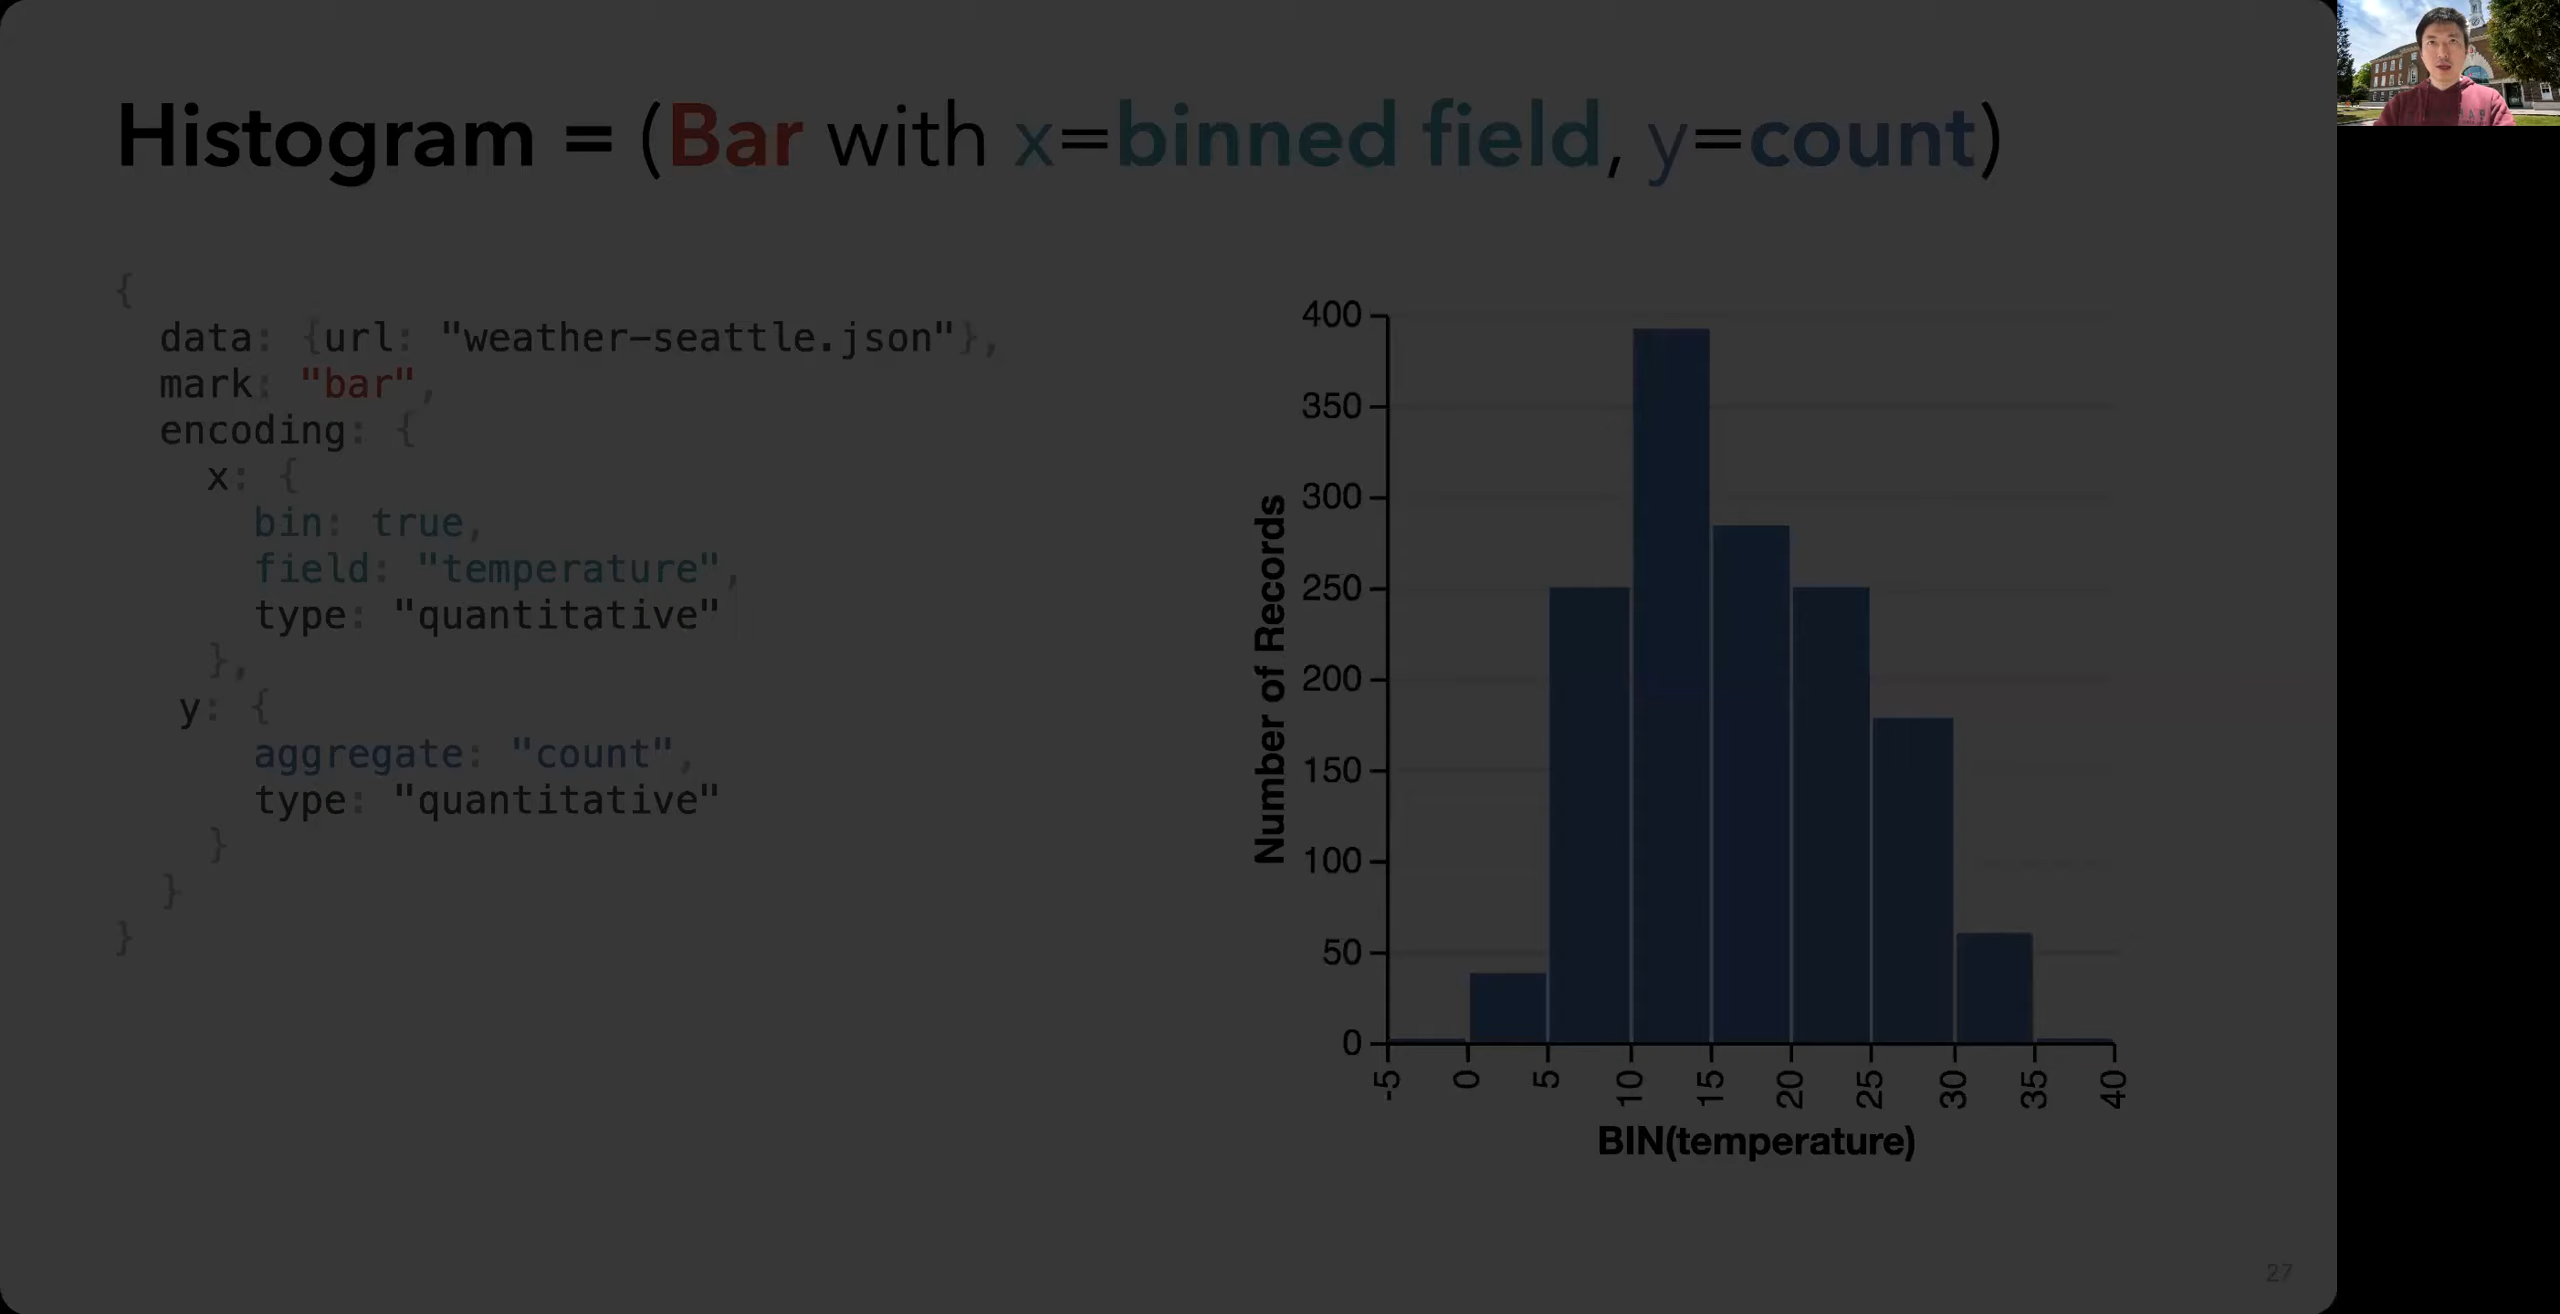 Histogram = (Bar with x=binned field, y=count)
{
data: {url: "weather-seattle.json"},
mark: "bar",
encoding: {
x: {
bin: true,
field: "temperature",
type: "quantitative"
},
y: {
aggregate: "count",
type: "quantitative"
}
}
}
Number of Records
400
350
300
250
200
150
100
50
0
-5 0 5 10 15 20 25 30 35 40
BIN(temperature)
27